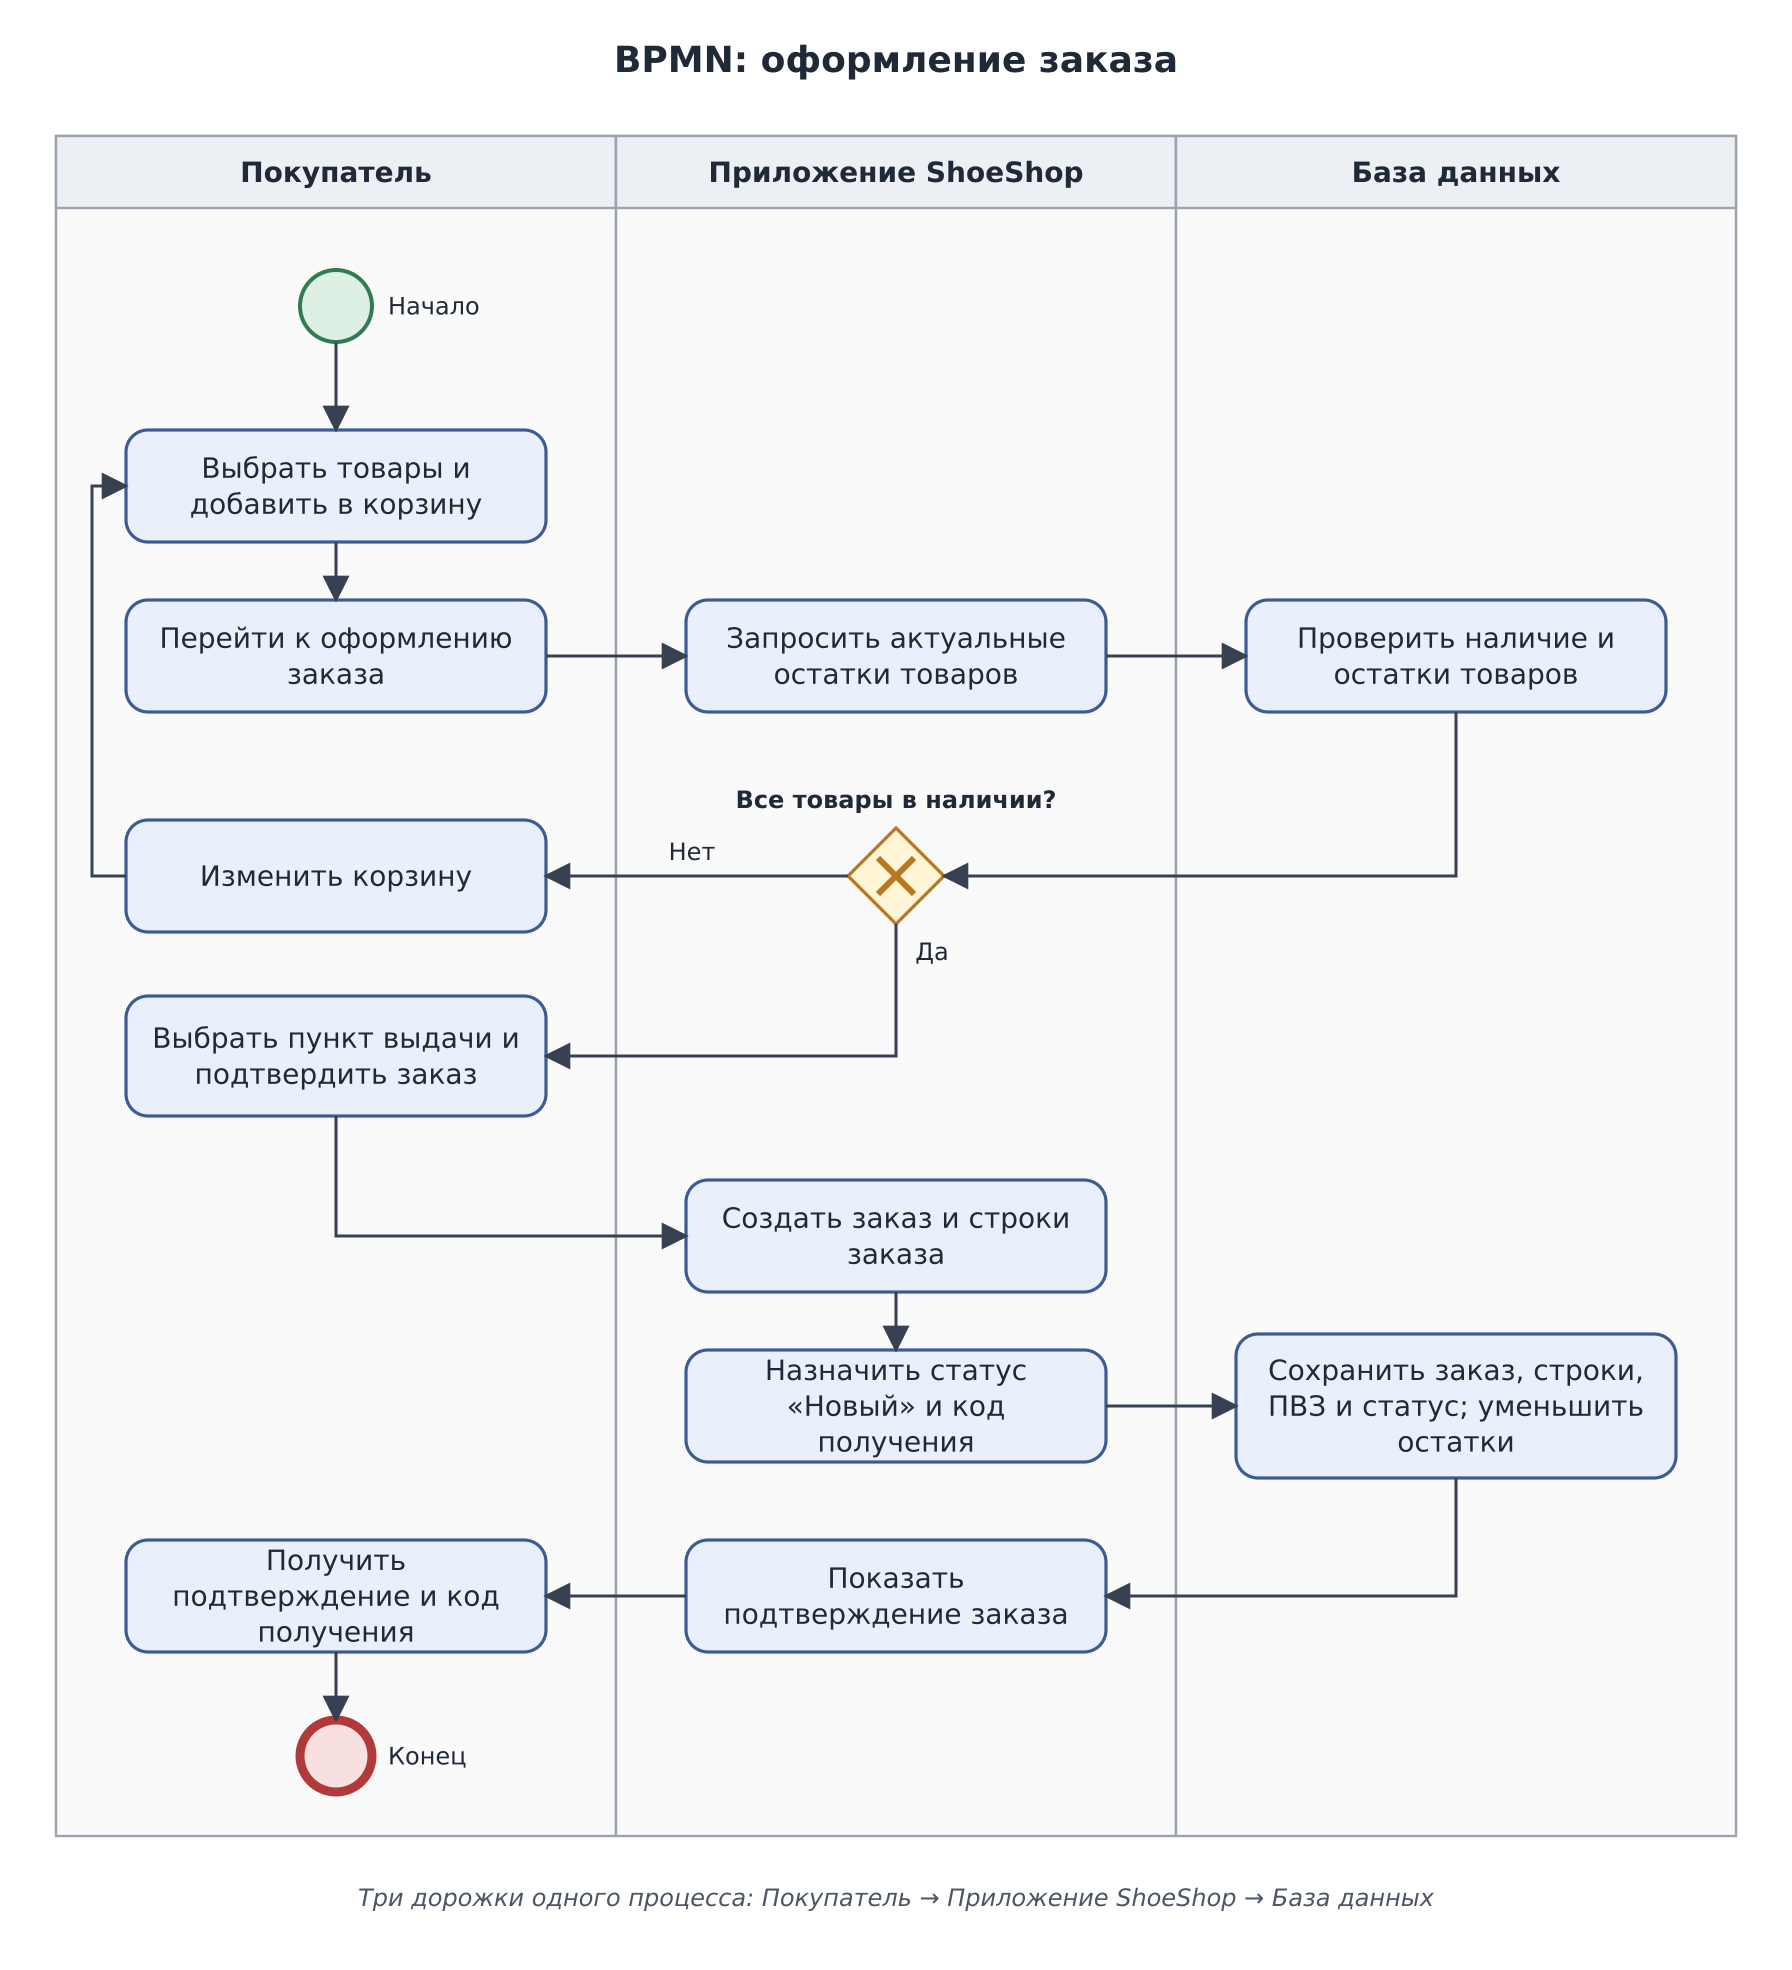 BPMN: оформление заказа
Покупатель
Приложение ShoeShop
База данных
Начало
Выбрать товары и
добавить в корзину
Перейти к оформлению
заказа
Запросить актуальные
остатки товаров
Проверить наличие и
остатки товаров
Все товары в наличии?
Нет
Изменить корзину
Да
Выбрать пункт выдачи и
подтвердить заказ
Создать заказ и строки
заказа
Назначить статус
«Новый» и код
получения
Сохранить заказ, строки,
ПВЗ и статус; уменьшить
остатки
Показать
подтверждение заказа
Получить
подтверждение и код
получения
Конец
Три дорожки одного процесса: Покупатель → Приложение ShoeShop → База данных